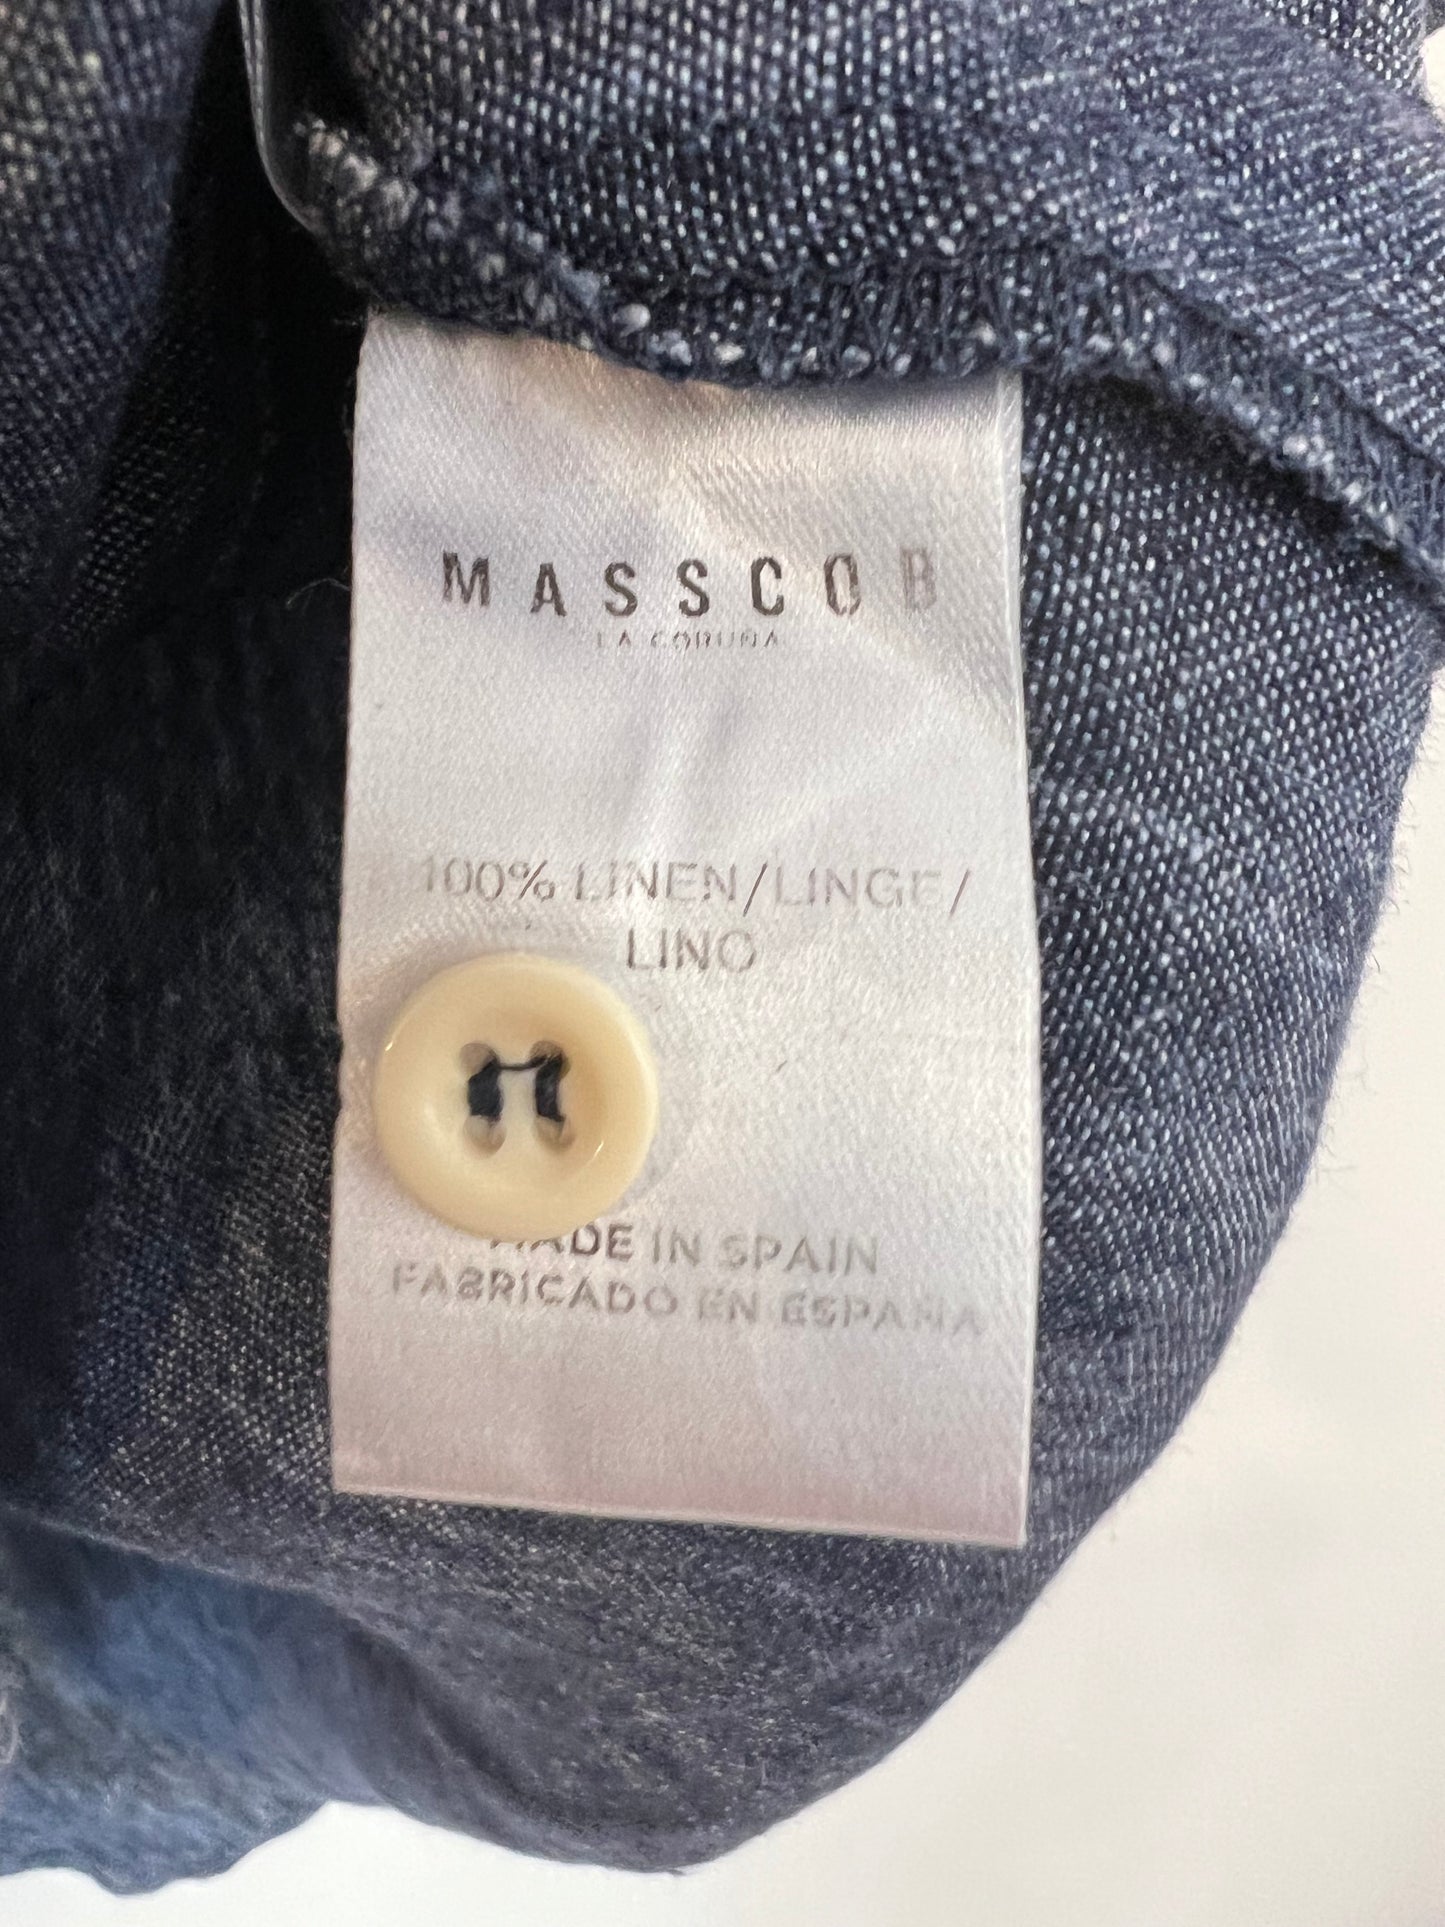 MASSCOB
LA CORUÑA
100% LINEN/LINGE/
LINO
MADE IN SPAIN
FABRICADO EN ESPAÑA